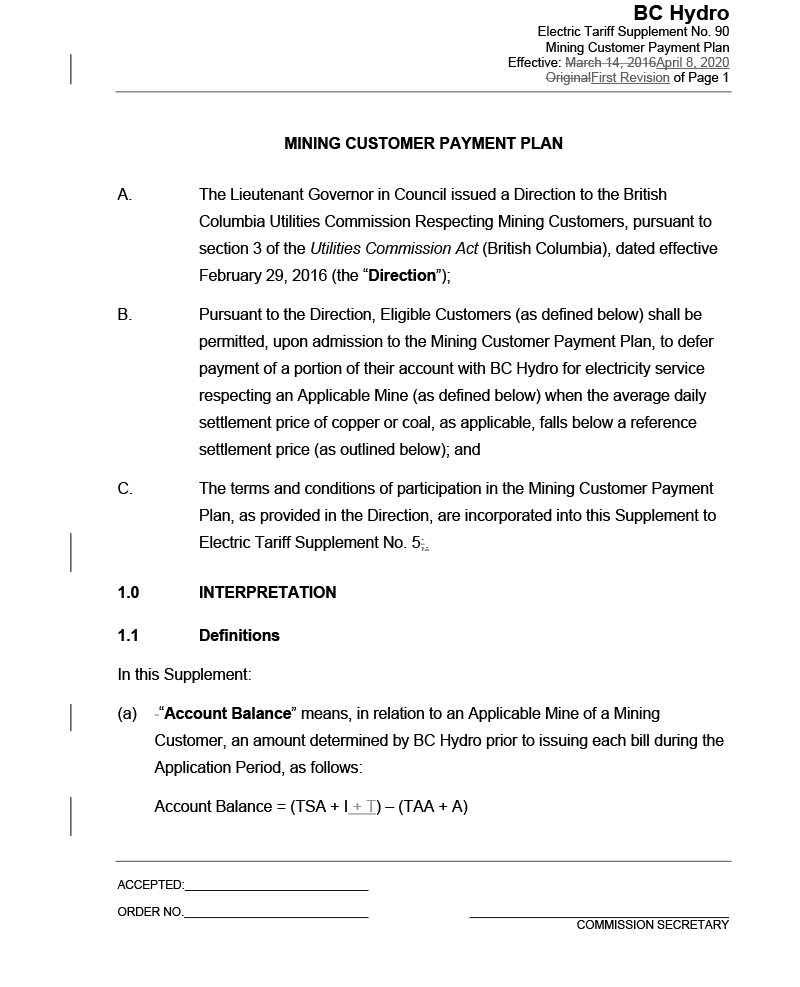 BC Hydro
Electric Tariff Supplement No. 90
Mining Customer Payment Plan
Effective: March 14, 2016April 8, 2020
OriginalFirst Revision of Page 1
MINING CUSTOMER PAYMENT PLAN
A. The Lieutenant Governor in Council issued a Direction to the British
Columbia Utilities Commission Respecting Mining Customers, pursuant to
section 3 of the Utilities Commission Act (British Columbia), dated effective
February 29, 2016 (the “Direction”);
B. Pursuant to the Direction, Eligible Customers (as defined below) shall be
permitted, upon admission to the Mining Customer Payment Plan, to defer
payment of a portion of their account with BC Hydro for electricity service
respecting an Applicable Mine (as defined below) when the average daily
settlement price of copper or coal, as applicable, falls below a reference
settlement price (as outlined below); and
C. The terms and conditions of participation in the Mining Customer Payment
Plan, as provided in the Direction, are incorporated into this Supplement to
Electric Tariff Supplement No. 5;.
1.0 INTERPRETATION
1.1 Definitions
In this Supplement:
(a) “Account Balance” means, in relation to an Applicable Mine of a Mining
Customer, an amount determined by BC Hydro prior to issuing each bill during the
Application Period, as follows:
Account Balance = (TSA + I + T) – (TAA + A)
ACCEPTED:
ORDER NO.
COMMISSION SECRETARY